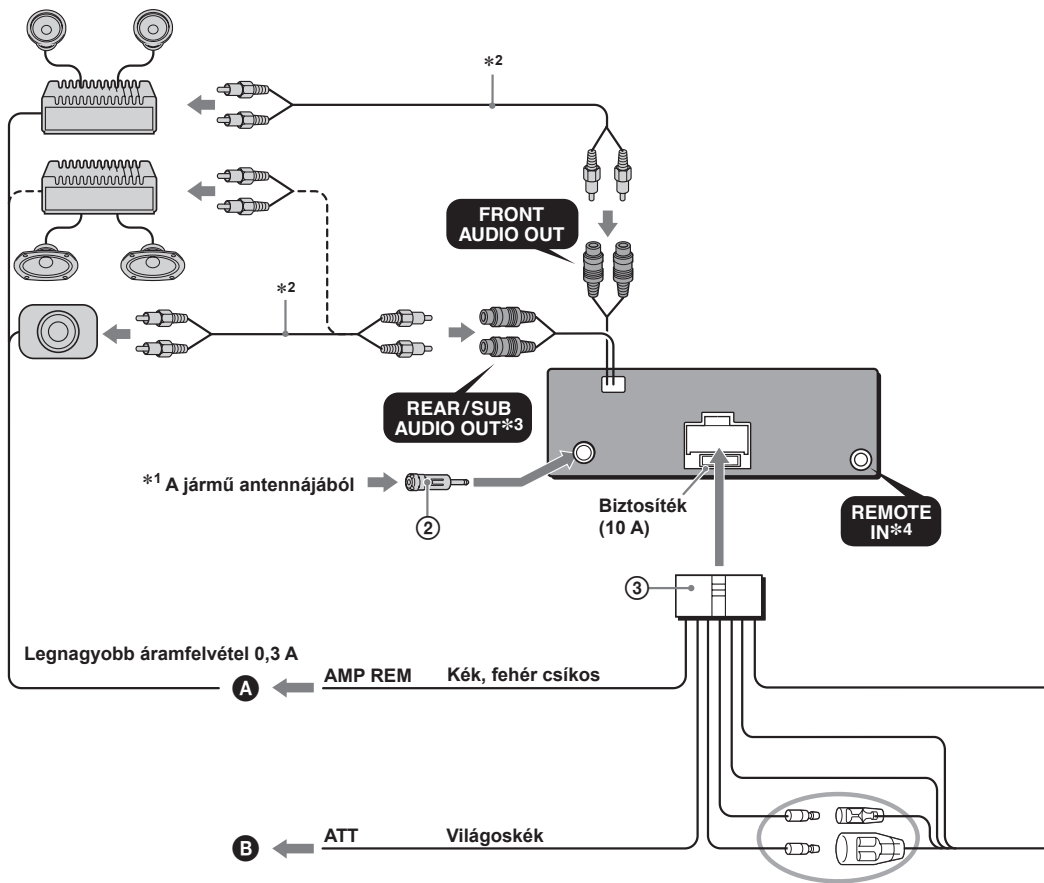 *2
FRONT
AUDIO OUT
*2
REAR/SUB
AUDIO OUT*3
*1 A jármű antennájából
2
Biztosíték
(10 A)
REMOTE
IN*4
3
Legnagyobb áramfelvétel 0,3 A
A AMP REM Kék, fehér csíkos
B ATT Világoskék